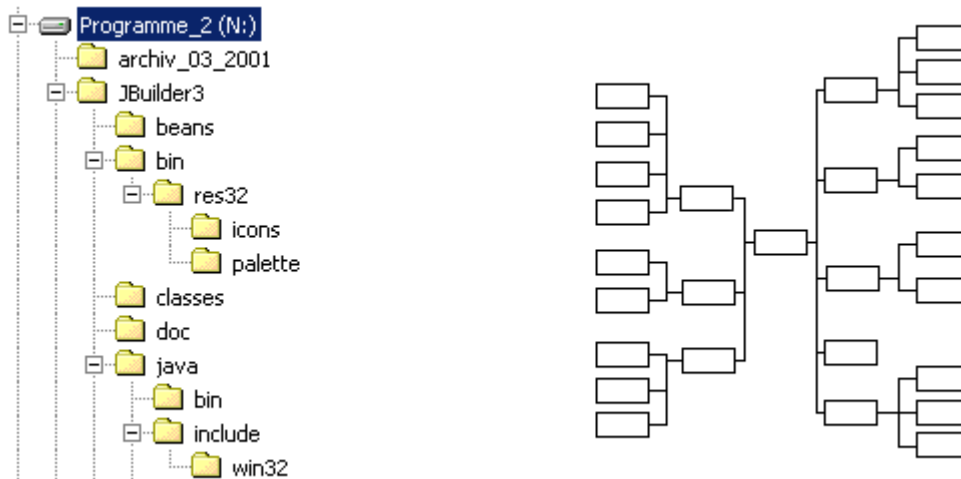 Programme_2 (N:)
archiv_03_2001
JBuilder3
beans
bin
res32
icons
palette
classes
doc
java
bin
include
win32